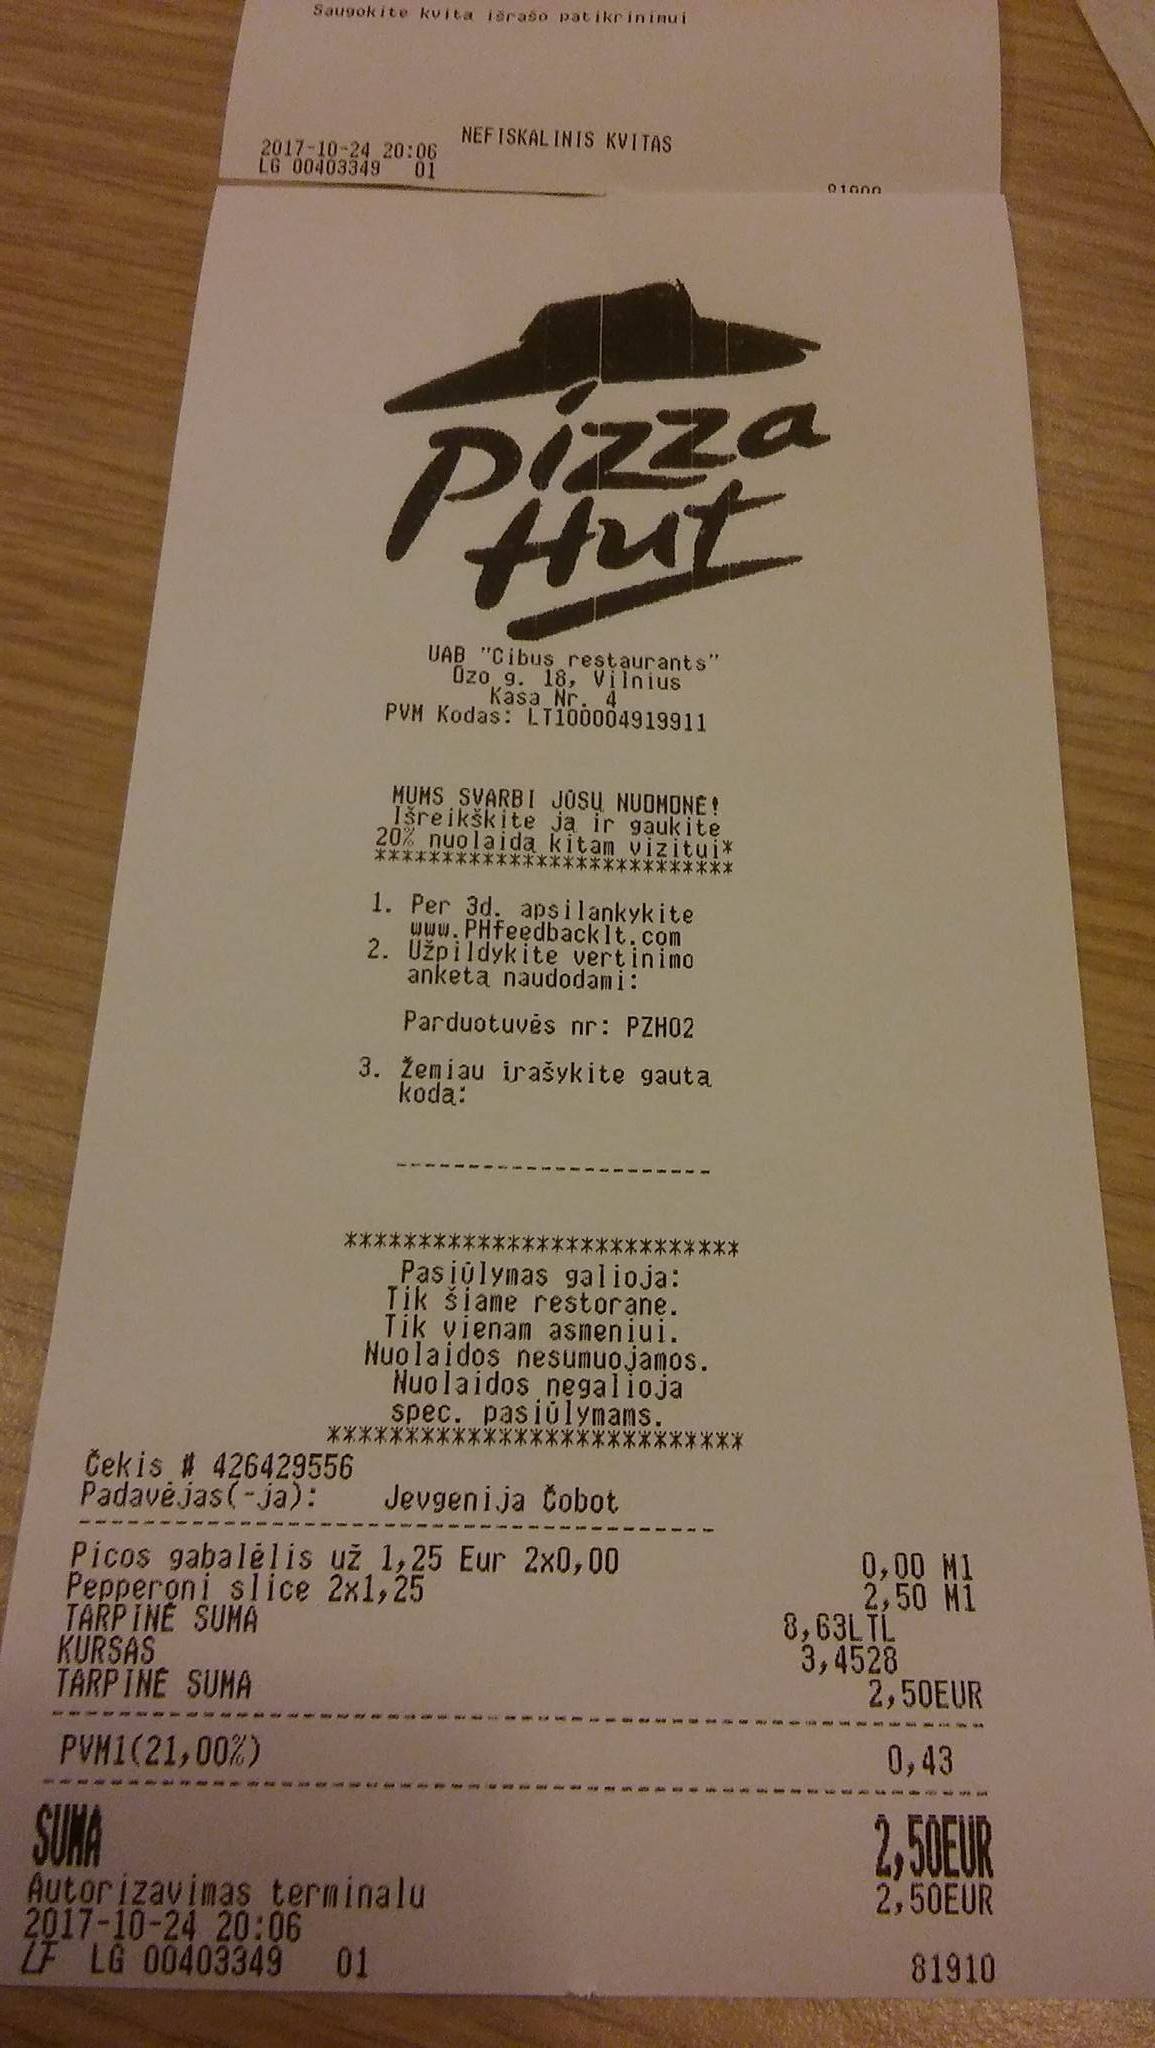 Saugokite kvita išrašo patikrinimui
NEFISKALINIS KVITAS
2017-10-24 20:06
LG 00403349 01
Pizza
Hut
UAB "Cibus restaurants"
Ozo g. 18, Vilnius
Kasa Nr. 4
PVM Kodas: LT100004919911
MUMS SVARBI JŪSŲ NUOMONĖ!
Išreikškite ją ir gaukite
20% nuolaidą kitam vizitui*
***************************
1. Per 3d. apsilankykite
www.PHfeedbacklt.com
2. Užpildykite vertinimo
anketą naudodami:
Parduotuvės nr: PZH02
3. Žemiau įrašykite gautą
kodą:
-----------------------
***************************
Pasiūlymas galioja:
Tik šiame restorane.
Tik vienam asmeniui.
Nuolaidos nesumuojamos.
Nuolaidos negalioja
spec. pasiūlymams.
***************************
Čekis # 426429556
Padavėjas(-ja): Jevgenija Čobot
Picos gabalėlis už 1,25 Eur 2x0,00 0,00 M1
Pepperoni slice 2x1,25 2,50 M1
TARPINĖ SUMA 8,63LTL
KURSAS 3,4528
TARPINĖ SUMA 2,50EUR
PVM1(21,00%) 0,43
SUMA 2,50EUR
Autorizavimas terminalu 2,50EUR
2017-10-24 20:06
LF LG 00403349 01 81910